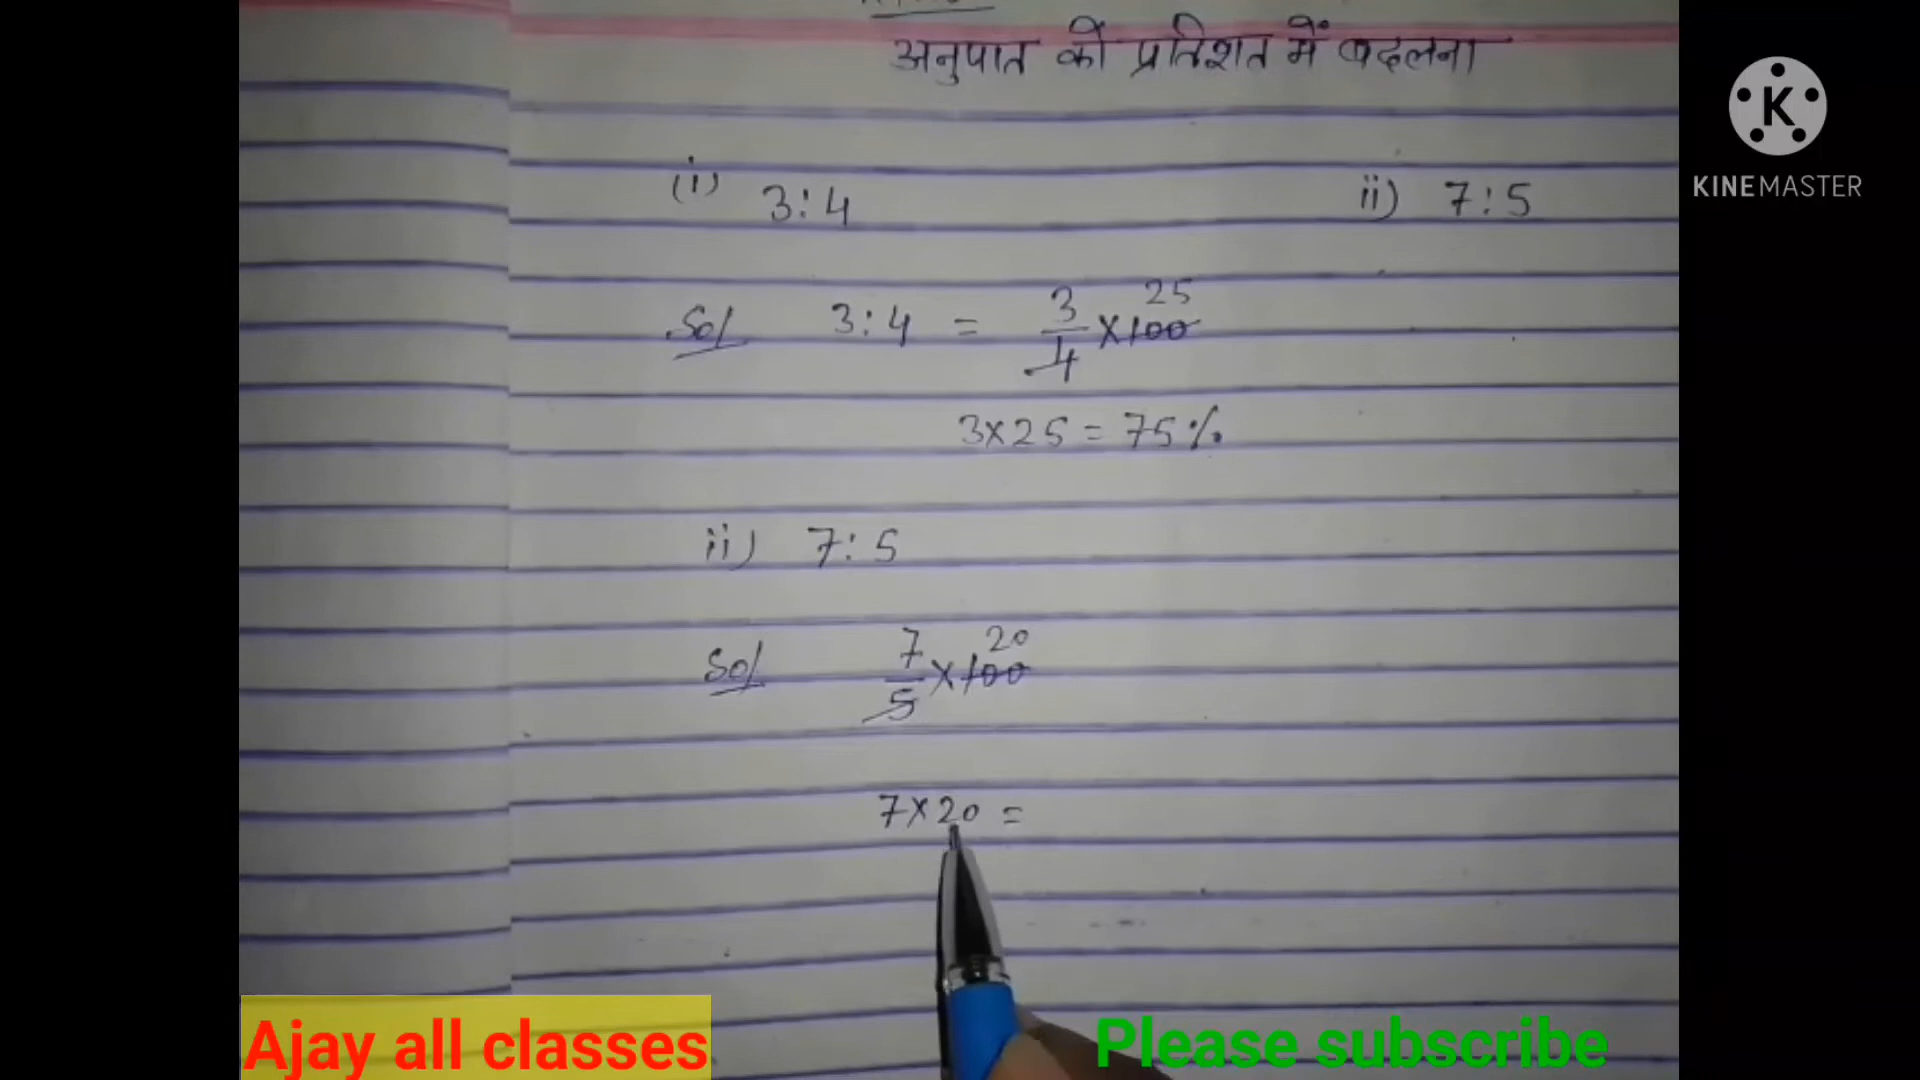 अनुपात को प्रतिशत में बदलना
(i) 3:4
ii) 7:5
KINEMASTER
Sol 3:4 = 3/4 × 100 25
3×25 = 75%
ii) 7:5
Sol 7/5 × 100 20
7×20 =
Ajay all classes
Please subscribe